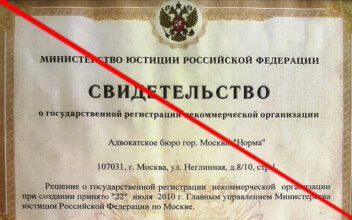 МИНИСТЕРСТВО ЮСТИЦИИ РОССИЙСКОЙ ФЕДЕРАЦИИ
СВИДЕТЕЛЬСТВО
о государственной регистрации некоммерческой организации
Адвокатское бюро гор. Москвы "Норма"
107031, г. Москва, ул. Неглинная, д.8/10, стр.1,
Решение о государственной регистрации некоммерческой организации
при создании принято "22" июля 2010 г. Главным управлением Министерства
юстиции Российской Федерации по Москве.